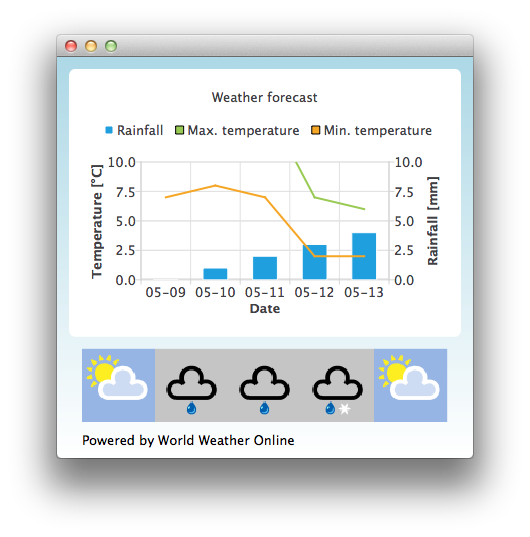 Weather forecast
Rainfall Max. temperature Min. temperature
Temperature [°C]
10.0
7.5
5.0
2.5
0.0
10.0
7.5
5.0
2.5
0.0
Rainfall [mm]
05-09 05-10 05-11 05-12 05-13
Date
Powered by World Weather Online